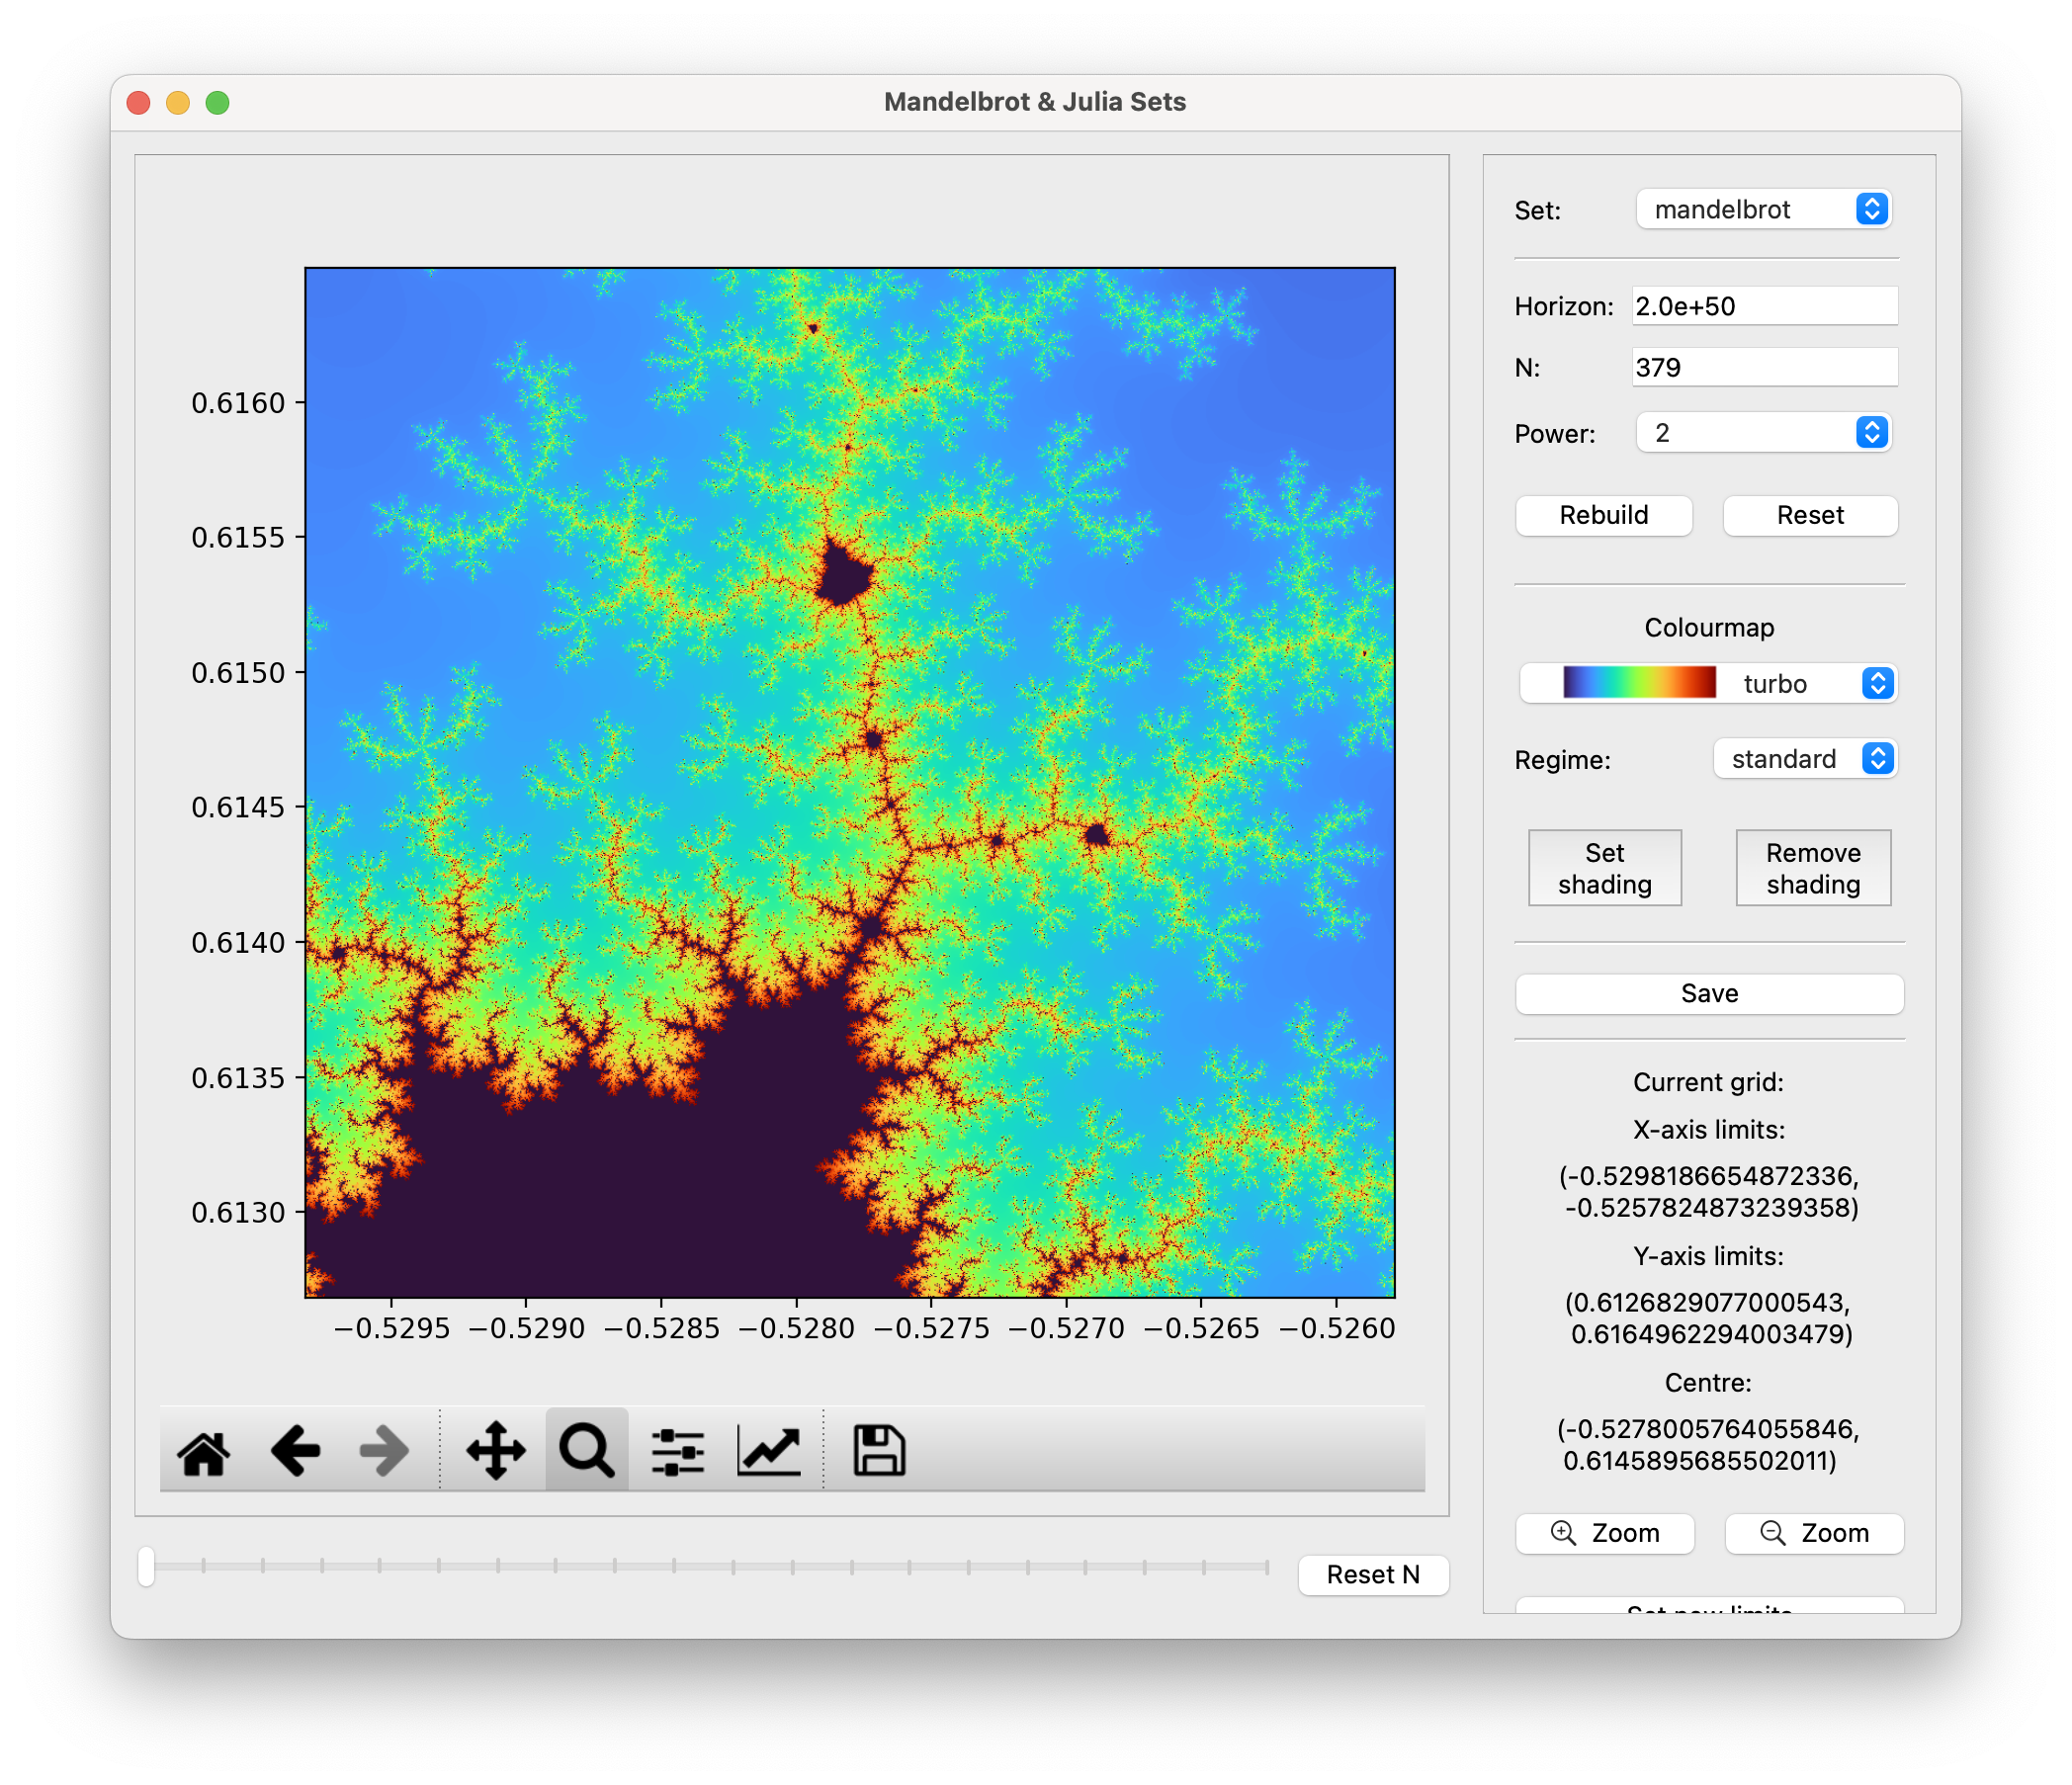 Mandelbrot & Julia Sets
0.6160
0.6155
0.6150
0.6145
0.6140
0.6135
0.6130
−0.5295 −0.5290 −0.5285 −0.5280 −0.5275 −0.5270 −0.5265 −0.5260
Reset N
Set: mandelbrot
Horizon: 2.0e+50
N: 379
Power: 2
Rebuild Reset
Colourmap
turbo
Regime: standard
Set
shading
Remove
shading
Save
Current grid:
X-axis limits:
(-0.5298186654872336,
-0.5257824873239358)
Y-axis limits:
(0.6126829077000543,
0.6164962294003479)
Centre:
(-0.5278005764055846,
0.6145895685502011)
Zoom Zoom
Set new limits